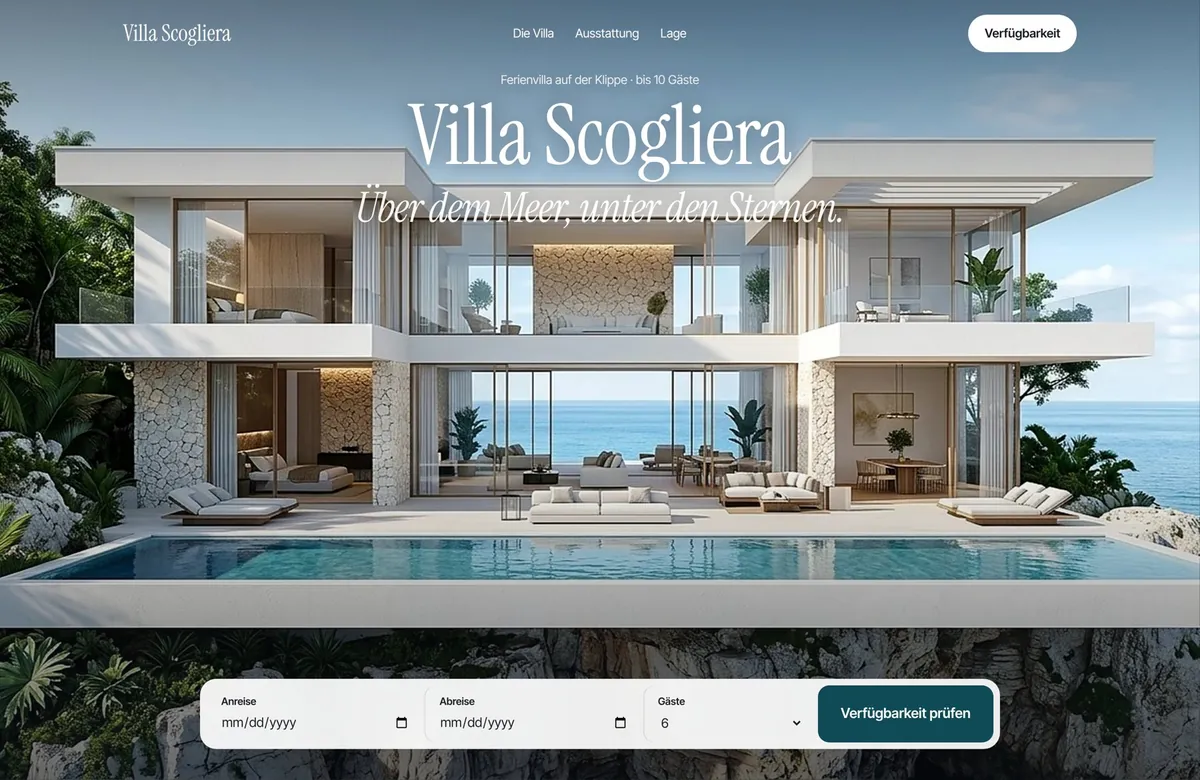 Villa Scogliera
Die Villa
Ausstattung
Lage
Verfügbarkeit
Ferienvilla auf der Klippe · bis 10 Gäste
Villa Scogliera
Über dem Meer, unter den Sternen.
Anreise
mm/dd/yyyy
Abreise
mm/dd/yyyy
Gäste
6
Verfügbarkeit prüfen